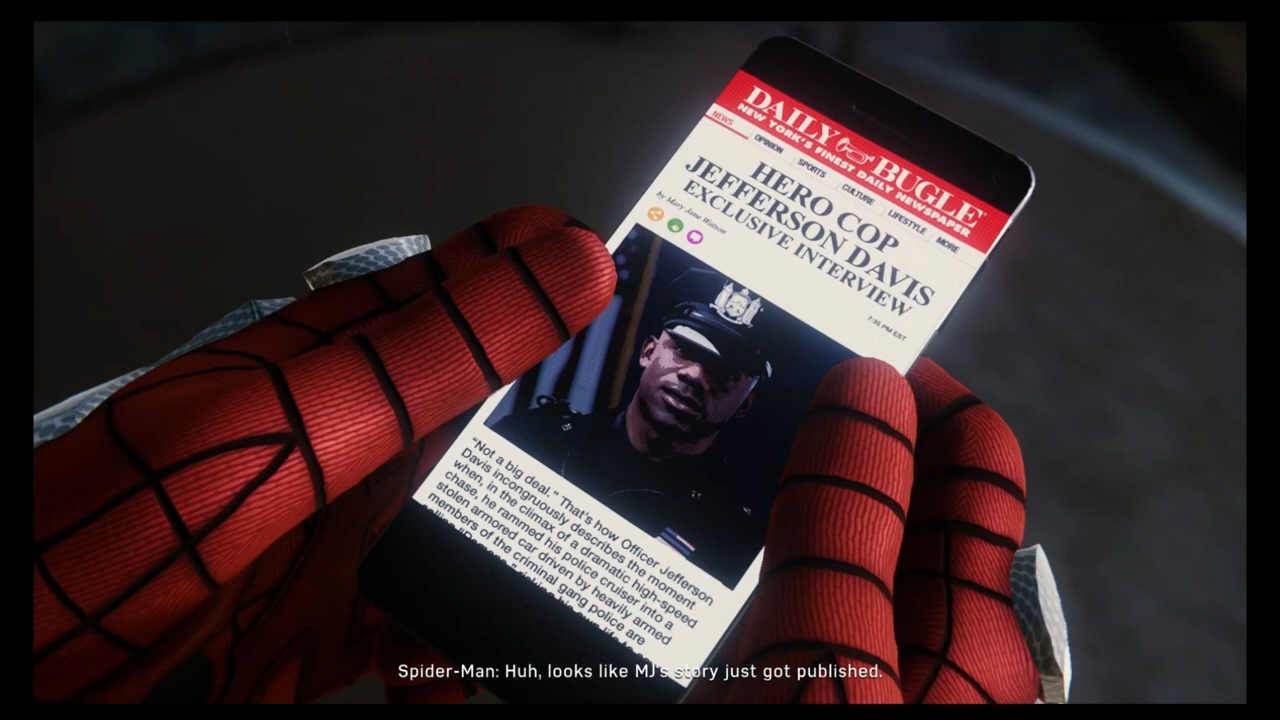 DAILY BUGLE
NEW YORK'S FINEST DAILY NEWSPAPER
NEWS OPINION SPORTS CULTURE LIFESTYLE MORE
HERO COP
JEFFERSON DAVIS
EXCLUSIVE INTERVIEW
by Mary Jane Watson
7:35 PM EST
"Not a big deal." That's how Officer Jefferson
Davis incongruously describes the moment
when, in the climax of a dramatic high-speed
chase, he rammed his police cruiser into a
stolen armored car driven by heavily armed
members of the criminal gang police are
Spider-Man: Huh, looks like MJ's story just got published.